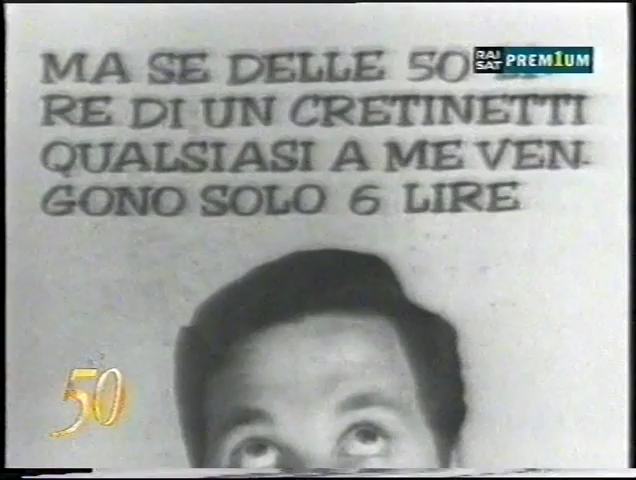 MA SE DELLE 50
RAI SAT PREM1UM
RE DI UN CRETINETTI
QUALSIASI A ME VEN-
GONO SOLO 6 LIRE
50